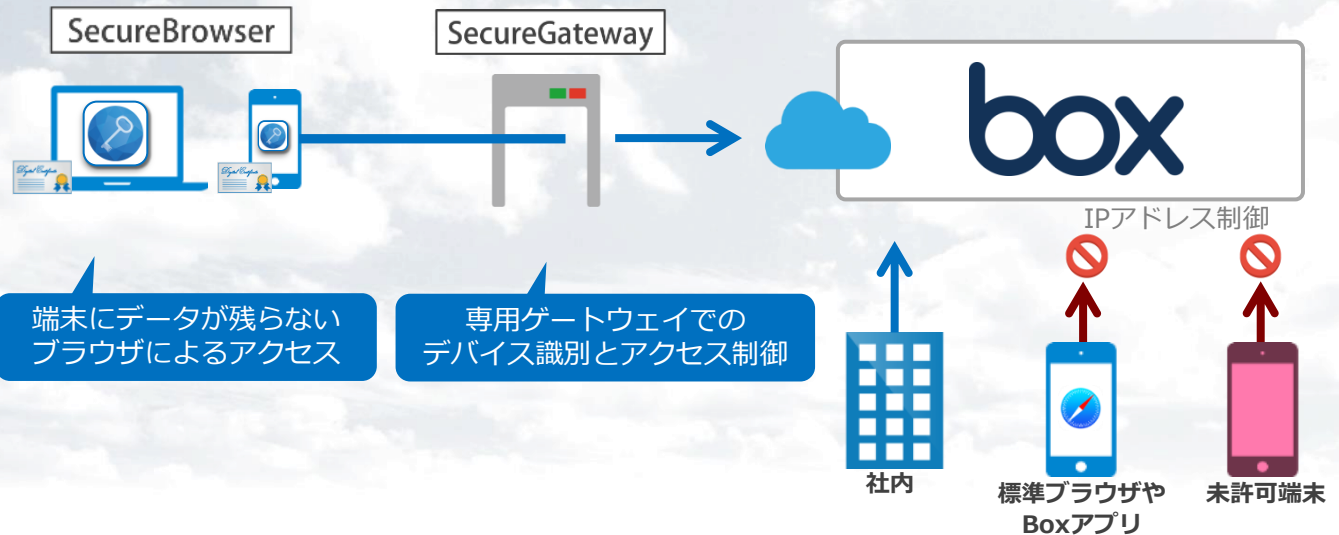 SecureBrowser
SecureGateway
Digital Certificate
Digital Certificate
box
IPアドレス制御
端末にデータが残らない
ブラウザによるアクセス
専用ゲートウェイでの
デバイス識別とアクセス制御
社内
標準ブラウザや
Boxアプリ
未許可端末